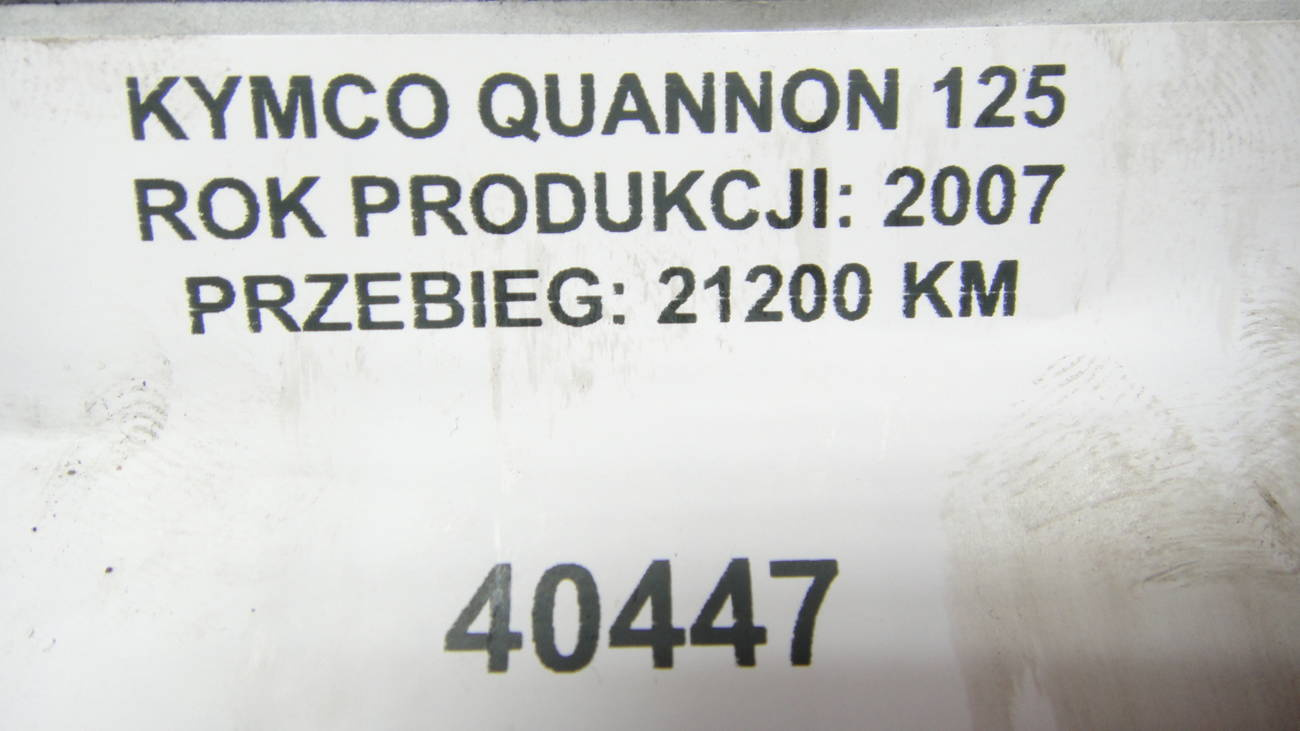 KYMCO QUANNON 125
ROK PRODUKCJI: 2007
PRZEBIEG: 21200 KM
40447